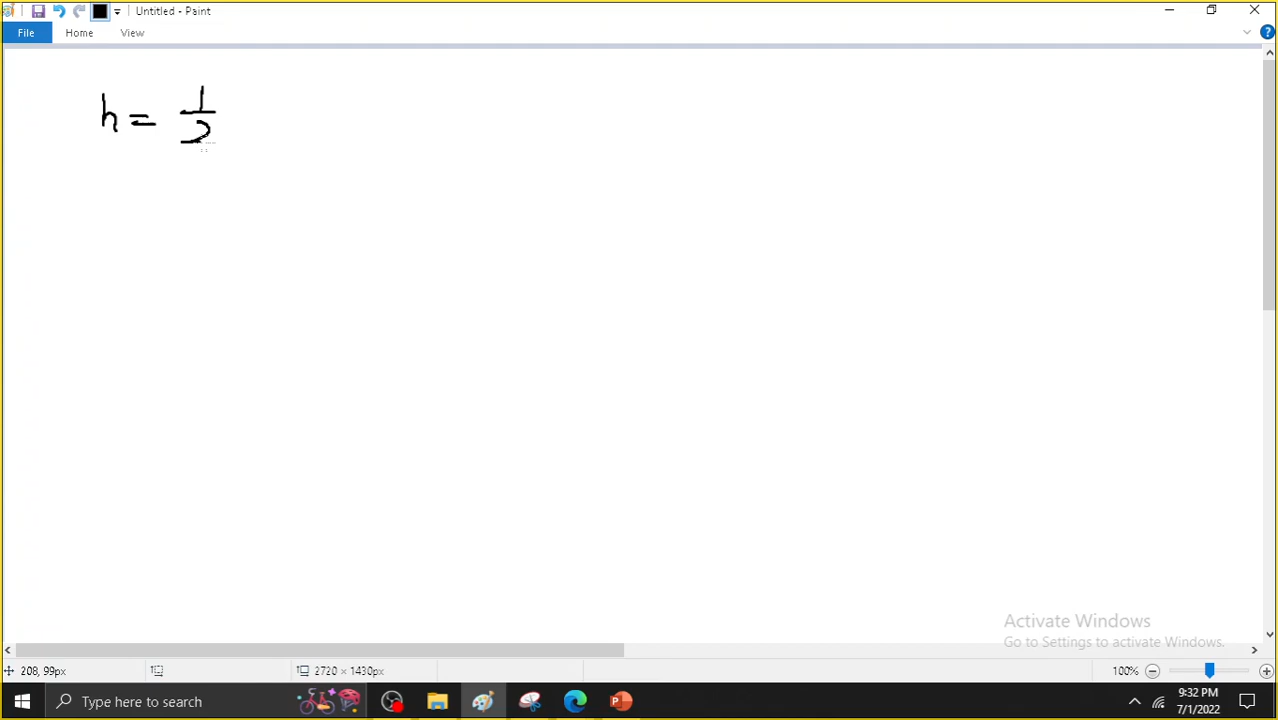 Untitled - Paint
File Home View
h = 1/2
Activate Windows
Go to Settings to activate Windows.
208, 99px 2720 × 1430px 100%
Type here to search
9:32 PM
7/1/2022